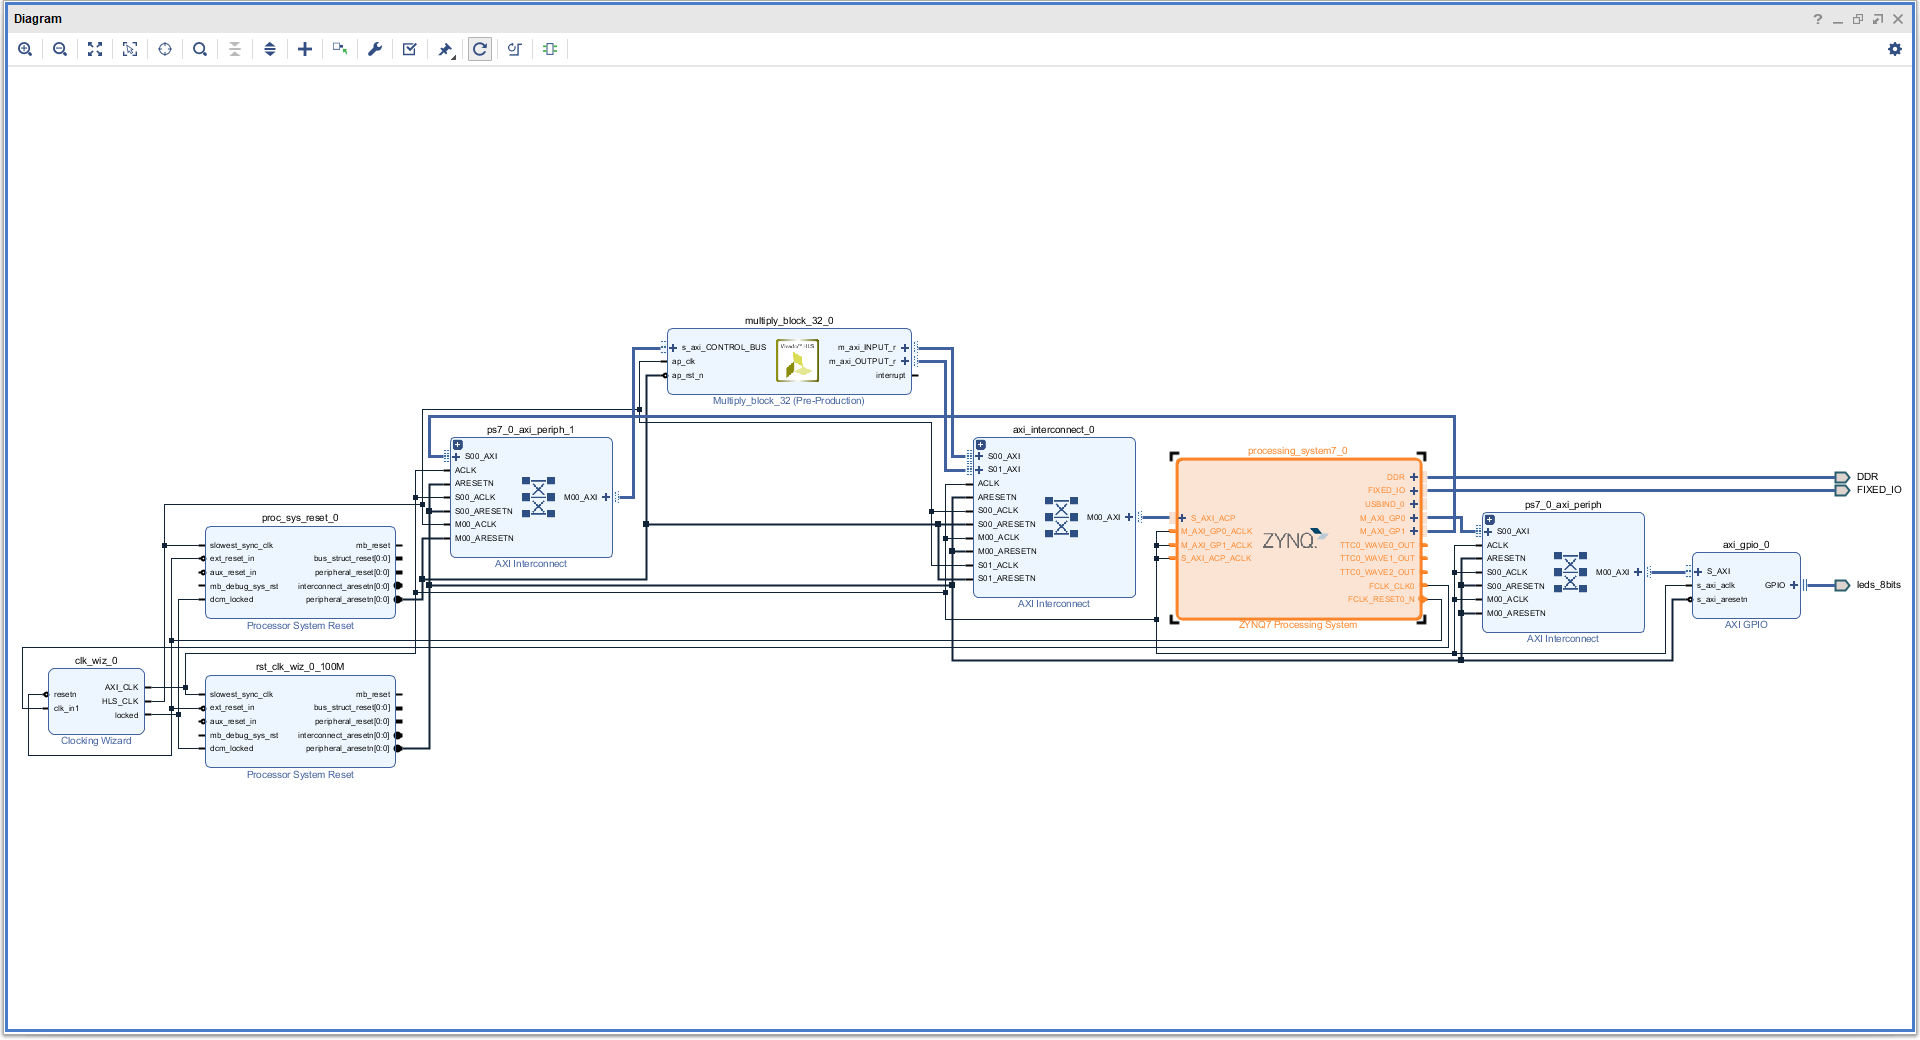 Diagram
multiply_block_32_0
s_axi_CONTROL_BUS
ap_clk
ap_rst_n
m_axi_INPUT_r
m_axi_OUTPUT_r
interrupt
Multiply_block_32 (Pre-Production)
ps7_0_axi_periph_1
S00_AXI
ACLK
ARESETN
S00_ACLK
S00_ARESETN
M00_ACLK
M00_ARESETN
M00_AXI
AXI Interconnect
axi_interconnect_0
S00_AXI
S01_AXI
ACLK
ARESETN
S00_ACLK
S00_ARESETN
M00_ACLK
M00_ARESETN
S01_ACLK
S01_ARESETN
M00_AXI
AXI Interconnect
processing_system7_0
S_AXI_ACP
M_AXI_GP0_ACLK
M_AXI_GP1_ACLK
S_AXI_ACP_ACLK
ZYNQ
DDR
FIXED_IO
USBIND_0
M_AXI_GP0
M_AXI_GP1
TTC0_WAVE0_OUT
TTC0_WAVE1_OUT
TTC0_WAVE2_OUT
FCLK_CLK0
FCLK_RESET0_N
ZYNQ7 Processing System
DDR
FIXED_IO
ps7_0_axi_periph
S00_AXI
ACLK
ARESETN
S00_ACLK
S00_ARESETN
M00_ACLK
M00_ARESETN
M00_AXI
AXI Interconnect
axi_gpio_0
S_AXI
s_axi_aclk
s_axi_aresetn
GPIO
AXI GPIO
leds_8bits
proc_sys_reset_0
slowest_sync_clk
ext_reset_in
aux_reset_in
mb_debug_sys_rst
dcm_locked
mb_reset
bus_struct_reset[0:0]
peripheral_reset[0:0]
interconnect_aresetn[0:0]
peripheral_aresetn[0:0]
Processor System Reset
clk_wiz_0
resetn
clk_in1
AXI_CLK
HLS_CLK
locked
Clocking Wizard
rst_clk_wiz_0_100M
slowest_sync_clk
ext_reset_in
aux_reset_in
mb_debug_sys_rst
dcm_locked
mb_reset
bus_struct_reset[0:0]
peripheral_reset[0:0]
interconnect_aresetn[0:0]
peripheral_aresetn[0:0]
Processor System Reset